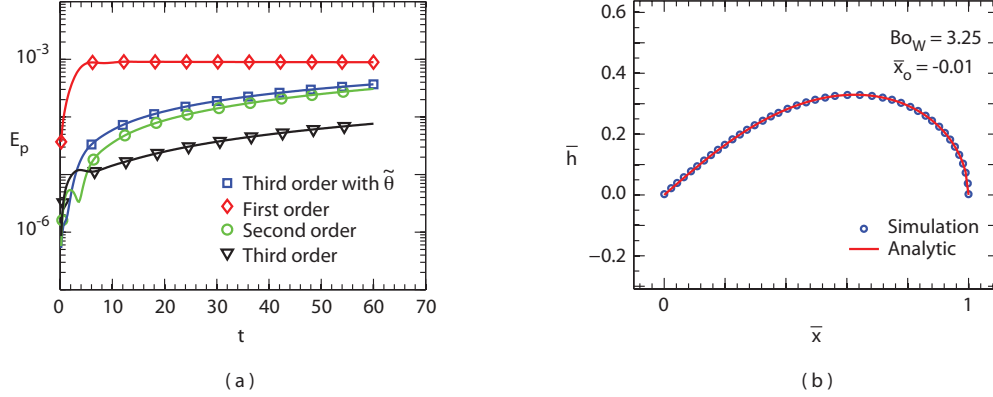 10⁻³
E_p
10⁻⁶
0 10 20 30 40 50 60 70
t
Third order with θ̃
First order
Second order
Third order
( a )
0.6
0.4
h̅
0.2
0.0
−0.2
0 1
x̅
Bo_W = 3.25
x̅_o = -0.01
Simulation
Analytic
( b )